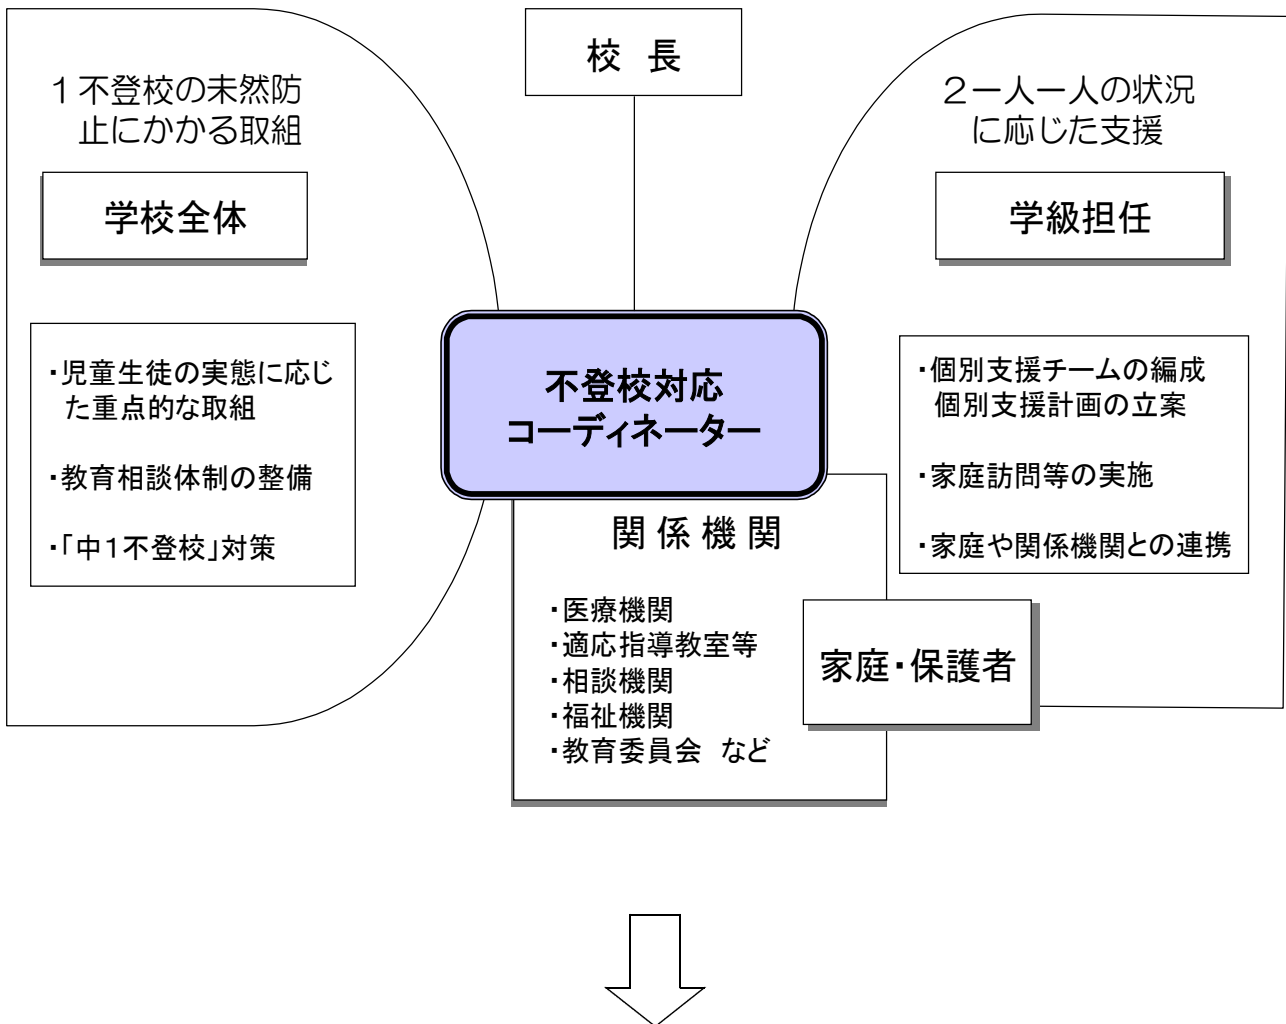 校 長
1 不登校の未然防
止にかかる取組
学校全体
・児童生徒の実態に応じ
た重点的な取組
・教育相談体制の整備
・「中1不登校」対策
不登校対応
コーディネーター
2一人一人の状況
に応じた支援
学級担任
・個別支援チームの編成
個別支援計画の立案
・家庭訪問等の実施
・家庭や関係機関との連携
関 係 機 関
・医療機関
・適応指導教室等
・相談機関
・福祉機関
・教育委員会 など
家庭・保護者